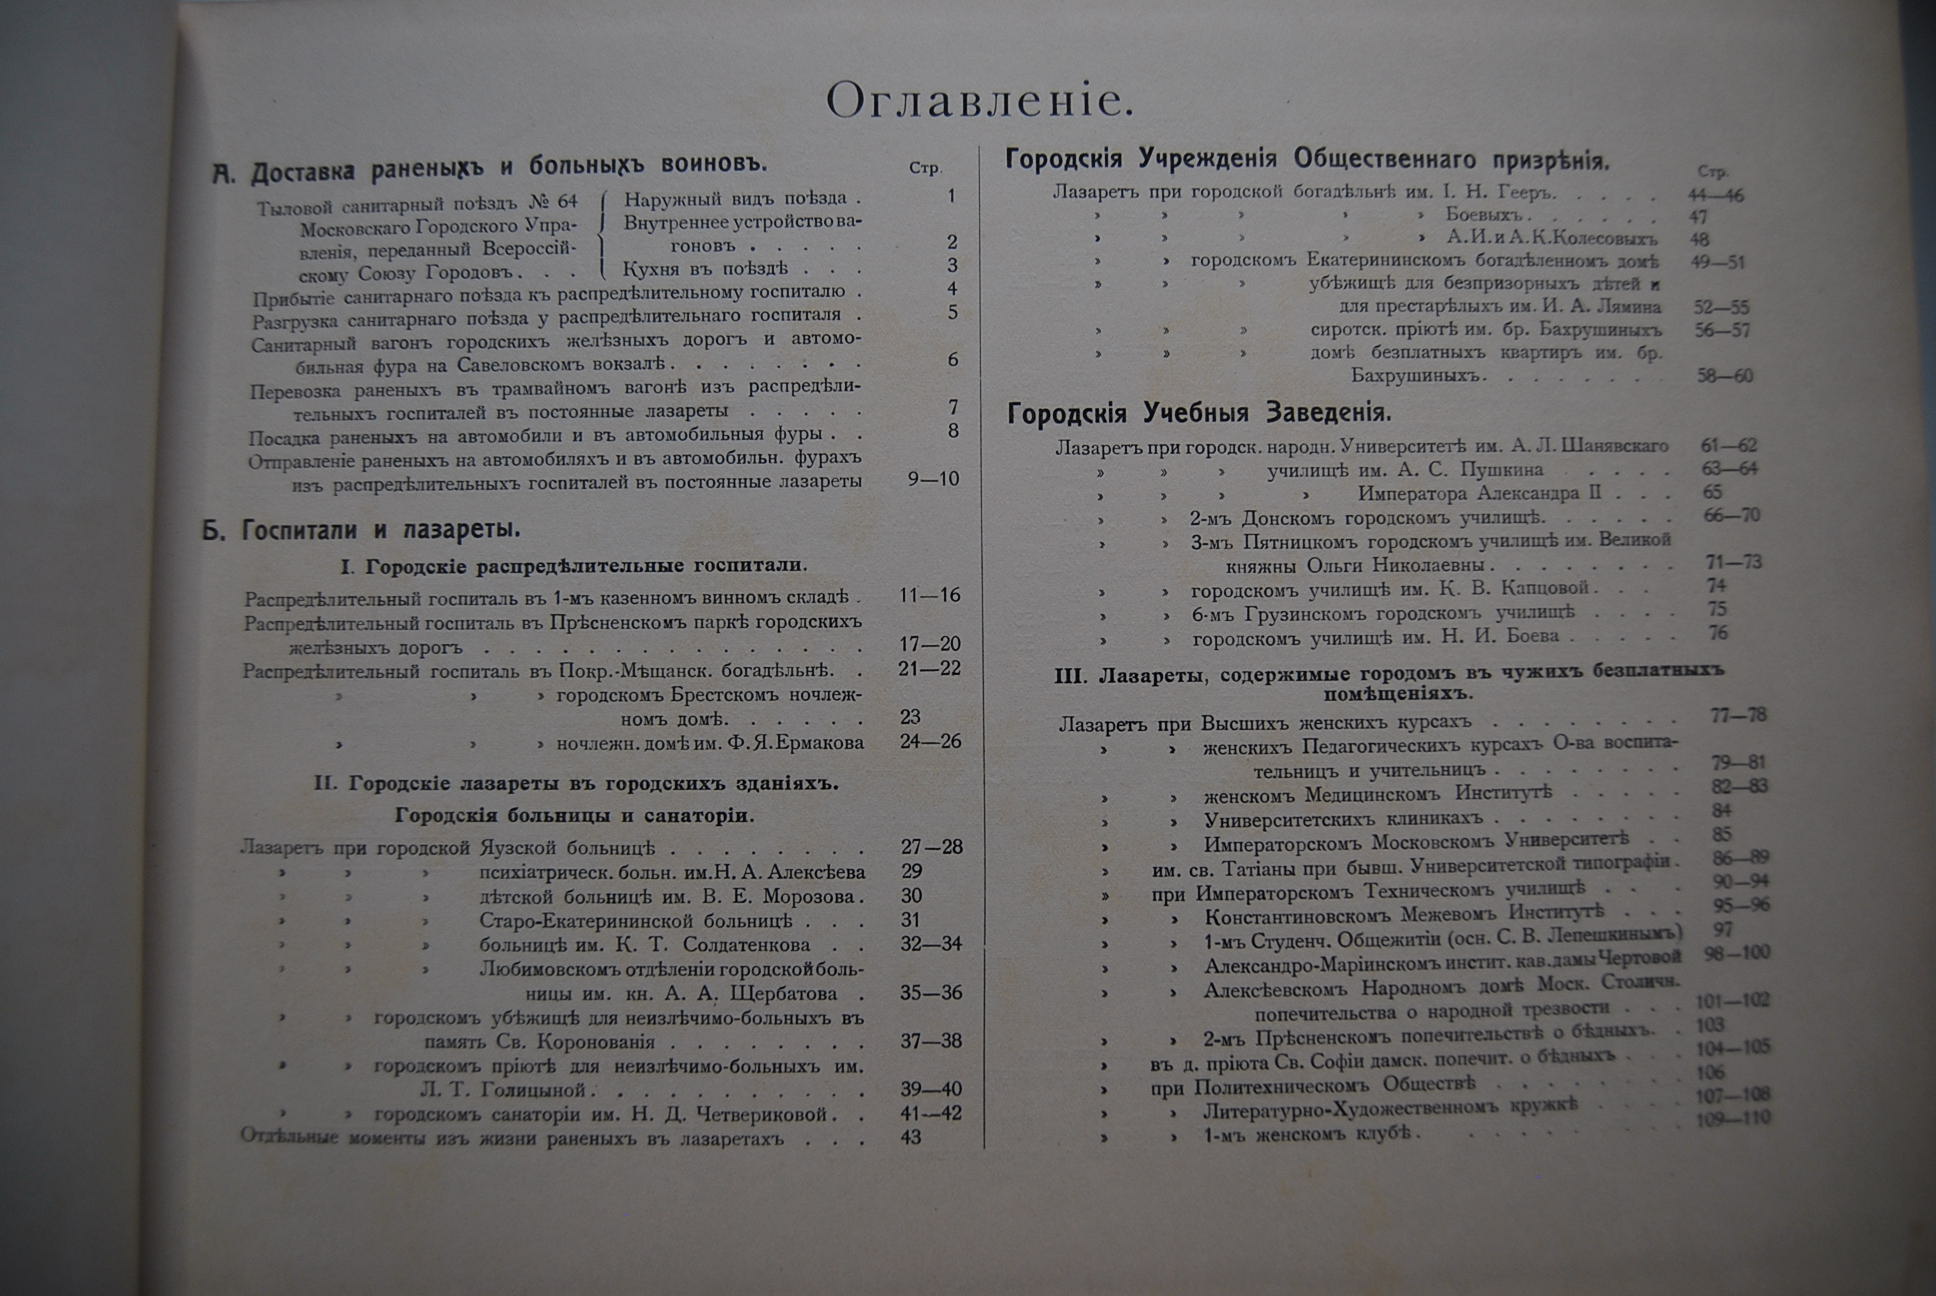 Оглавленіе.
А. Доставка раненыхъ и больныхъ воиновъ.
Стр.
Тыловой санитарный поѣздъ № 64
Московскаго Городского Упра-
вленія, переданный Всероссій-
скому Союзу Городовъ. . .
Наружный видъ поѣзда . 1
Внутреннее устройство ва-
гоновъ . . . . . 2
Кухня въ поѣздѣ . . . 3
Прибытіе санитарнаго поѣзда къ распредѣлительному госпиталю . 4
Разгрузка санитарнаго поѣзда у распредѣлительнаго госпиталя . 5
Санитарный вагонъ городскихъ желѣзныхъ дорогъ и автомо-
бильная фура на Савеловскомъ вокзалѣ. . . . . . . . 6
Перевозка раненыхъ въ трамвайномъ вагонѣ изъ распредѣли-
тельныхъ госпиталей въ постоянные лазареты . . . . . 7
Посадка раненыхъ на автомобили и въ автомобильныя фуры . . 8
Отправленіе раненыхъ на автомобиляхъ и въ автомобильн. фурахъ
изъ распредѣлительныхъ госпиталей въ постоянные лазареты 9—10
Б. Госпитали и лазареты.
I. Городскіе распредѣлительные госпитали.
Распредѣлительный госпиталь въ 1-мъ казенномъ винномъ складѣ . 11—16
Распредѣлительный госпиталь въ Прѣсненскомъ паркѣ городскихъ
желѣзныхъ дорогъ . . . . . . . . . . . . . . . 17—20
Распредѣлительный госпиталь въ Покр.-Мѣщанск. богадѣльнѣ. . 21—22
» » » городскомъ Брестскомъ ночлеж-
номъ домѣ. . . . . . 23
» » » ночлежн. домѣ им. Ф. Я. Ермакова 24—26
II. Городскіе лазареты въ городскихъ зданіяхъ.
Городскія больницы и санаторіи.
Лазаретъ при городской Яузской больницѣ . . . . . . . . 27—28
» » » психіатрическ. больн. им. Н. А. Алексѣева 29
» » » дѣтской больницѣ им. В. Е. Морозова. 30
» » » Старо-Екатерининской больницѣ . . . 31
» » » больницѣ им. К. Т. Солдатенкова . . 32—34
» » » Любимовскомъ отдѣленіи городской боль-
ницы им. кн. А. А. Щербатова . 35—36
» » городскомъ убѣжищѣ для неизлѣчимо-больныхъ въ
память Св. Коронованія . . . . . . . . 37—38
» » городскомъ пріютѣ для неизлѣчимо-больныхъ им.
Л. Т. Голицыной . . . . . . . . . . . 39—40
» » городскомъ санаторіи им. Н. Д. Четвериковой . . 41—42
Отдѣльные моменты изъ жизни раненыхъ въ лазаретахъ . . . 43
Городскія Учрежденія Общественнаго призрѣнія.
Стр.
Лазаретъ при городской богадѣльнѣ им. І. Н. Гееръ. . . . . 44—46
» » » » » Боевыхъ. . . . . . 47
» » » » » А. И. и А. К. Колесовыхъ 48
» » городскомъ Екатерининскомъ богадѣленномъ домѣ 49—51
» » » убѣжищѣ для безпризорныхъ дѣтей и
для престарѣлыхъ им. И. А. Лямина 52—55
» » » сиротск. пріютѣ им. бр. Бахрушиныхъ 56—57
» » » домѣ безплатныхъ квартиръ им. бр.
Бахрушиныхъ. . . . . . . 58—60
Городскія Учебныя Заведенія.
Лазаретъ при городск. народн. Университетѣ им. А. Л. Шанявскаго 61—62
» » » училищѣ им. А. С. Пушкина . . . . 63—64
» » » » Императора Александра II . . . 65
» » 2-мъ Донскомъ городскомъ училищѣ. . . . . . 66—70
» » 3-мъ Пятницкомъ городскомъ училищѣ им. Великой
княжны Ольги Николаевны . . . . . . . . 71—73
» » городскомъ училищѣ им. К. В. Капцовой . . . 74
» » 6-мъ Грузинскомъ городскомъ училищѣ . . . . 75
» » городскомъ училищѣ им. Н. И. Боева . . . . . 76
III. Лазареты, содержимые городомъ въ чужихъ безплатныхъ
помѣщеніяхъ.
Лазаретъ при Высшихъ женскихъ курсахъ . . . . . . . . 77—78
» » женскихъ Педагогическихъ курсахъ О-ва воспита-
тельницъ и учительницъ . . . . . . . . 79—81
» » женскомъ Медицинскомъ Институтѣ . . . . . 82—83
» » Университетскихъ клиникахъ . . . . . . . . 84
» » Императорскомъ Московскомъ Университетѣ . . 85
» им. св. Татіаны при бывш. Университетской типографіи . 86—89
» при Императорскомъ Техническомъ училищѣ . . . 90—94
» » Константиновскомъ Межевомъ Институтѣ . . . 95—96
» » 1-мъ Студенч. Общежитіи (осн. С. В. Лепешкинымъ) 97
» » Александро-Маріинскомъ инстит. кав. дамы Чертовой 98—100
» » Алексѣевскомъ Народномъ домѣ Моск. Столичн.
попечительства о народной трезвости . . . 101—102
» » 2-мъ Прѣсненскомъ попечительствѣ о бѣдныхъ. . 103
» въ д. пріюта Св. Софіи дамск. попечит. о бѣдныхъ . . . 104—105
» при Политехническомъ Обществѣ . . . . . . . 106
» » Литературно-Художественномъ кружкѣ . . . . 107—108
» » 1-мъ женскомъ клубѣ . . . . . . . . 109—110